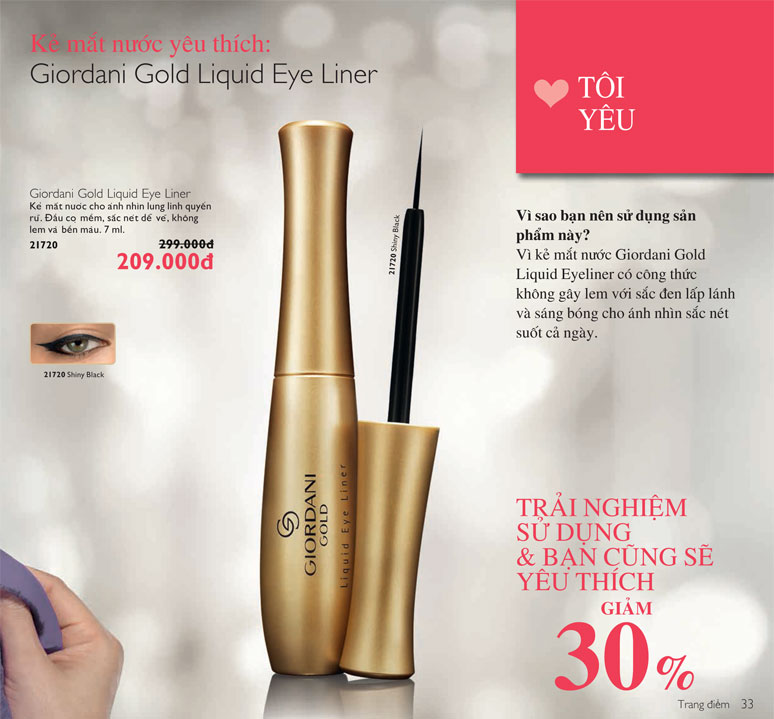 Kẻ mắt nước yêu thích:
Giordani Gold Liquid Eye Liner
TÔI
YÊU
Giordani Gold Liquid Eye Liner
Kẻ mắt nước cho ánh nhìn lung linh quyến
rũ. Đầu cọ mềm, sắc nét dễ vẽ, không
lem và bền màu. 7 ml.
21720 299.000đ
209.000đ
21720 Shiny Black
21720 Shiny Black
GIORDANI
GOLD
Liquid Eye Liner
Vì sao bạn nên sử dụng sản
phẩm này?
Vì kẻ mắt nước Giordani Gold
Liquid Eyeliner có công thức
không gây lem với sắc đen lấp lánh
và sáng bóng cho ánh nhìn sắc nét
suốt cả ngày.
TRẢI NGHIỆM
SỬ DỤNG
& BẠN CŨNG SẼ
YÊU THÍCH
GIẢM
30%
Trang điểm 33